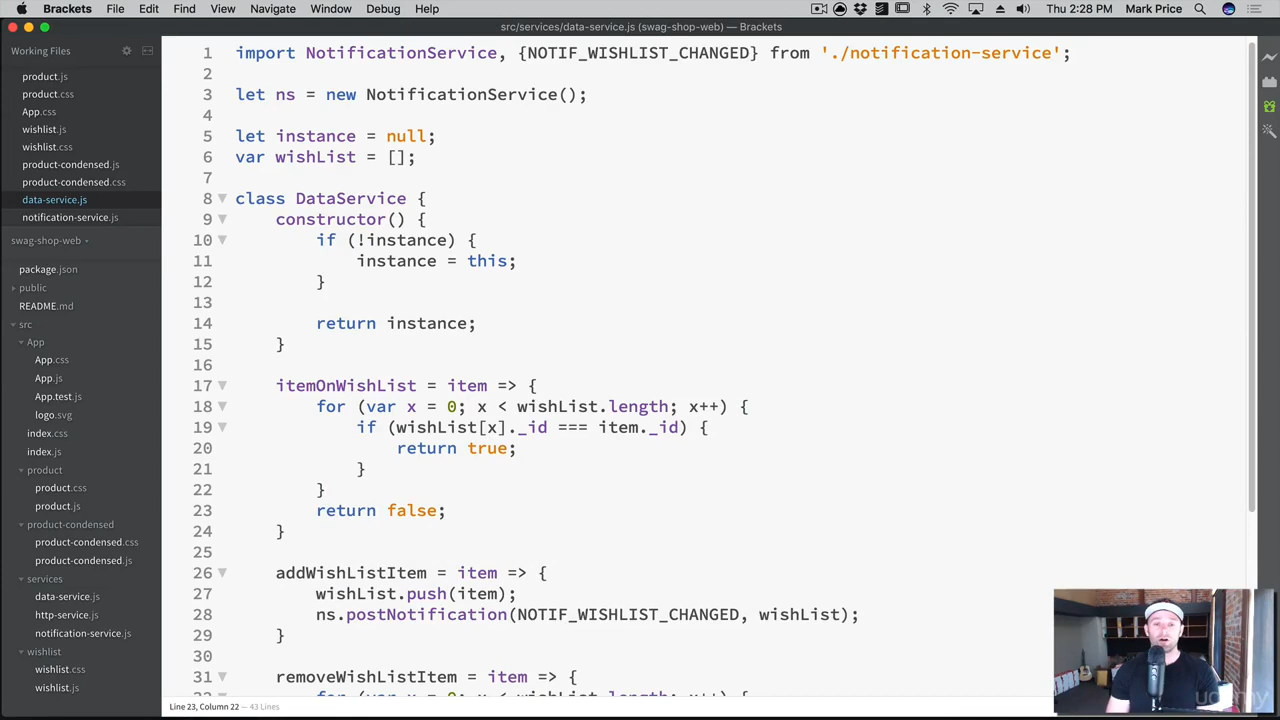 Brackets File Edit Find View Navigate Window Debug Help Thu 2:28 PM Mark Price
src/services/data-service.js (swag-shop-web) — Brackets
Working Files
product.js
product.css
App.css
wishlist.js
wishlist.css
product-condensed.js
product-condensed.css
data-service.js
notification-service.js
swag-shop-web
package.json
public
README.md
src
App
App.css
App.js
App.test.js
logo.svg
index.css
index.js
product
product.css
product.js
product-condensed
product-condensed.css
product-condensed.js
services
data-service.js
http-service.js
notification-service.js
wishlist
wishlist.css
wishlist.js
1 import NotificationService, {NOTIF_WISHLIST_CHANGED} from './notification-service';
2
3 let ns = new NotificationService();
4
5 let instance = null;
6 var wishList = [];
7
8 class DataService {
9 constructor() {
10 if (!instance) {
11 instance = this;
12 }
13
14 return instance;
15 }
16
17 itemOnWishList = item => {
18 for (var x = 0; x < wishList.length; x++) {
19 if (wishList[x]._id === item._id) {
20 return true;
21 }
22 }
23 return false;
24 }
25
26 addWishListItem = item => {
27 wishList.push(item);
28 ns.postNotification(NOTIF_WISHLIST_CHANGED, wishList);
29 }
30
31 removeWishListItem = item => {
32 for (var x = 0; x < wishList.length; x++) {
Line 23, Column 22 — 43 Lines
udemy